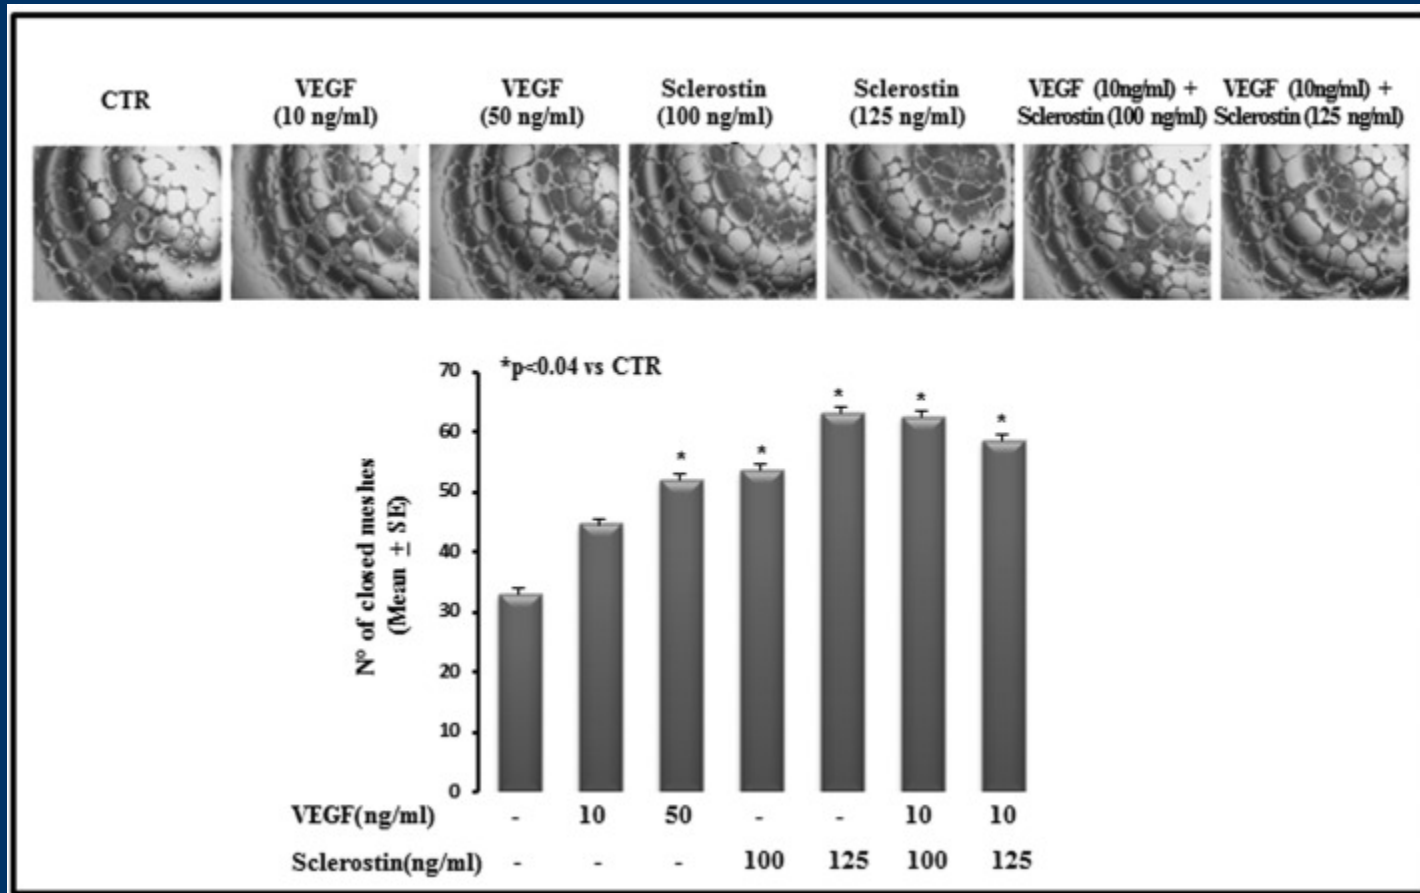 CTR
VEGF
(10 ng/ml)
VEGF
(50 ng/ml)
Sclerostin
(100 ng/ml)
Sclerostin
(125 ng/ml)
VEGF (10ng/ml) +
Sclerostin (100 ng/ml)
VEGF (10ng/ml) +
Sclerostin (125 ng/ml)
*p<0.04 vs CTR
70
60
50
40
30
20
10
0
N° of closed meshes
(Mean ± SE)
* * * * *
VEGF(ng/ml) - 10 50 - - 10 10
Sclerostin(ng/ml) - - - 100 125 100 125